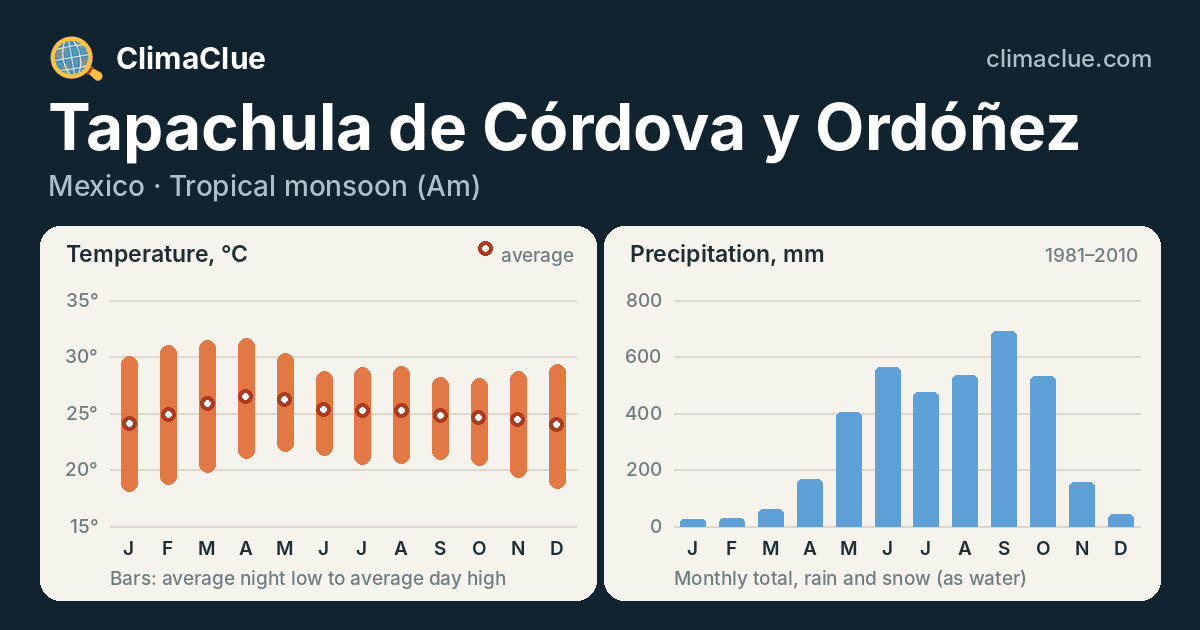 ClimaClue
climaclue.com
Tapachula de Córdova y Ordóñez
Mexico · Tropical monsoon (Am)
Temperature, °C
average
35°
30°
25°
20°
15°
J F M A M J J A S O N D
Bars: average night low to average day high
Precipitation, mm
1981–2010
800
600
400
200
0
J F M A M J J A S O N D
Monthly total, rain and snow (as water)